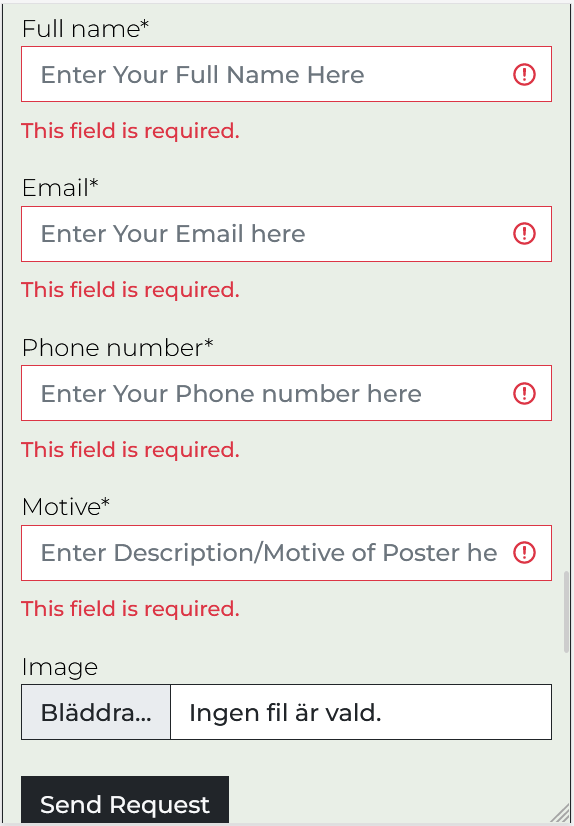 Full name*
Enter Your Full Name Here
This field is required.
Email*
Enter Your Email here
This field is required.
Phone number*
Enter Your Phone number here
This field is required.
Motive*
Enter Description/Motive of Poster he
This field is required.
Image
Bläddra... Ingen fil är vald.
Send Request